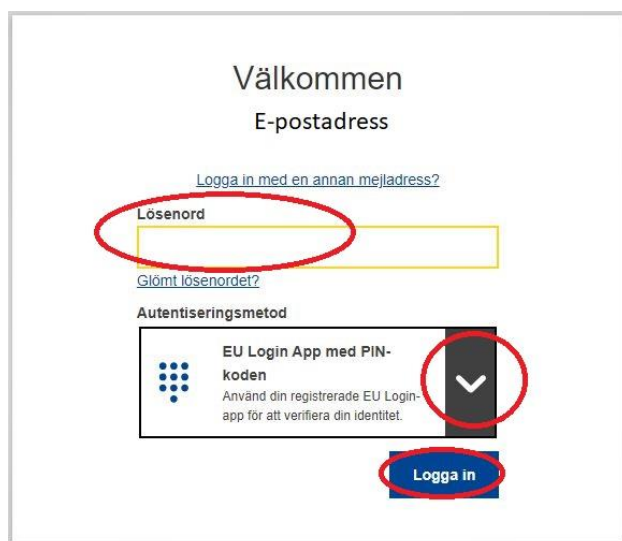 Välkommen
E-postadress
Logga in med en annan mejladress?
Lösenord
Glömt lösenordet?
Autentiseringsmetod
EU Login App med PIN-
koden
Använd din registrerade EU Login-
app för att verifiera din identitet.
Logga in